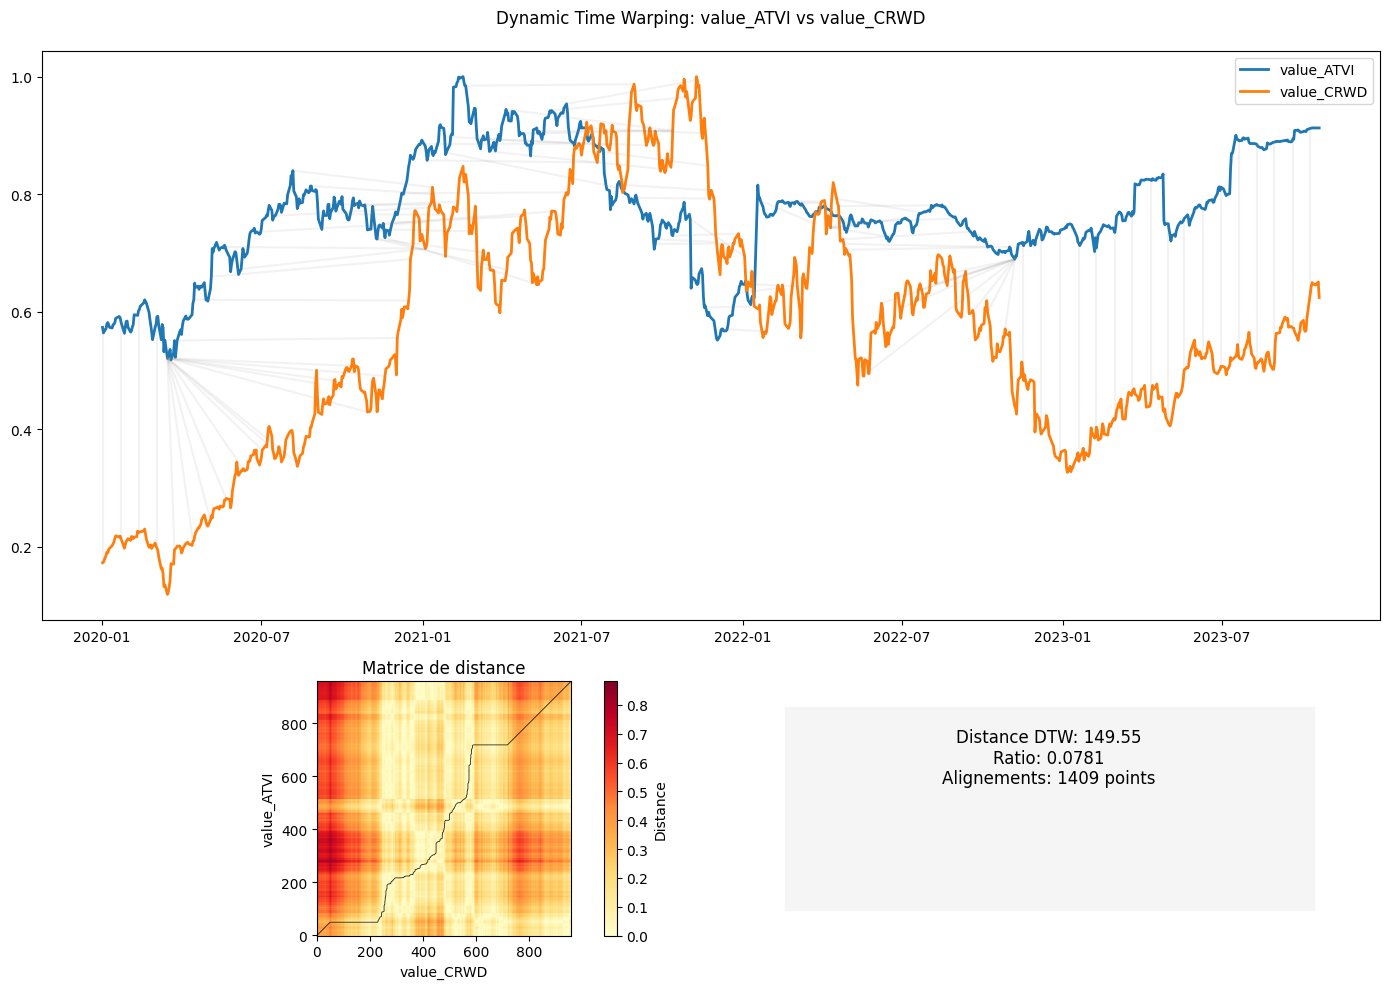 Dynamic Time Warping: value_ATVI vs value_CRWD
value_ATVI
value_CRWD
1.0
0.8
0.6
0.4
0.2
2020-01 2020-07 2021-01 2021-07 2022-01 2022-07 2023-01 2023-07
Matrice de distance
value_ATVI
800
600
400
200
0
0 200 400 600 800
value_CRWD
0.8
0.7
0.6
0.5
0.4
0.3
0.2
0.1
0.0
Distance
Distance DTW: 149.55
Ratio: 0.0781
Alignements: 1409 points